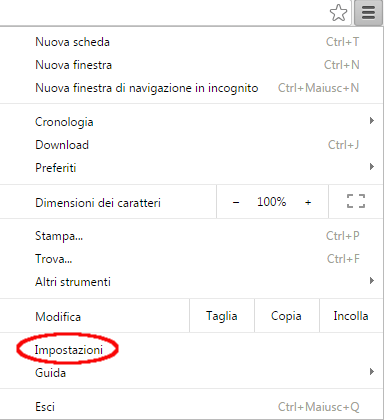 Nuova scheda Ctrl+T
Nuova finestra Ctrl+N
Nuova finestra di navigazione in incognito Ctrl+Maiusc+N
Cronologia
Download Ctrl+J
Preferiti
Dimensioni dei caratteri − 100% +
Stampa... Ctrl+P
Trova... Ctrl+F
Altri strumenti
Modifica Taglia Copia Incolla
Impostazioni
Guida
Esci Ctrl+Maiusc+Q